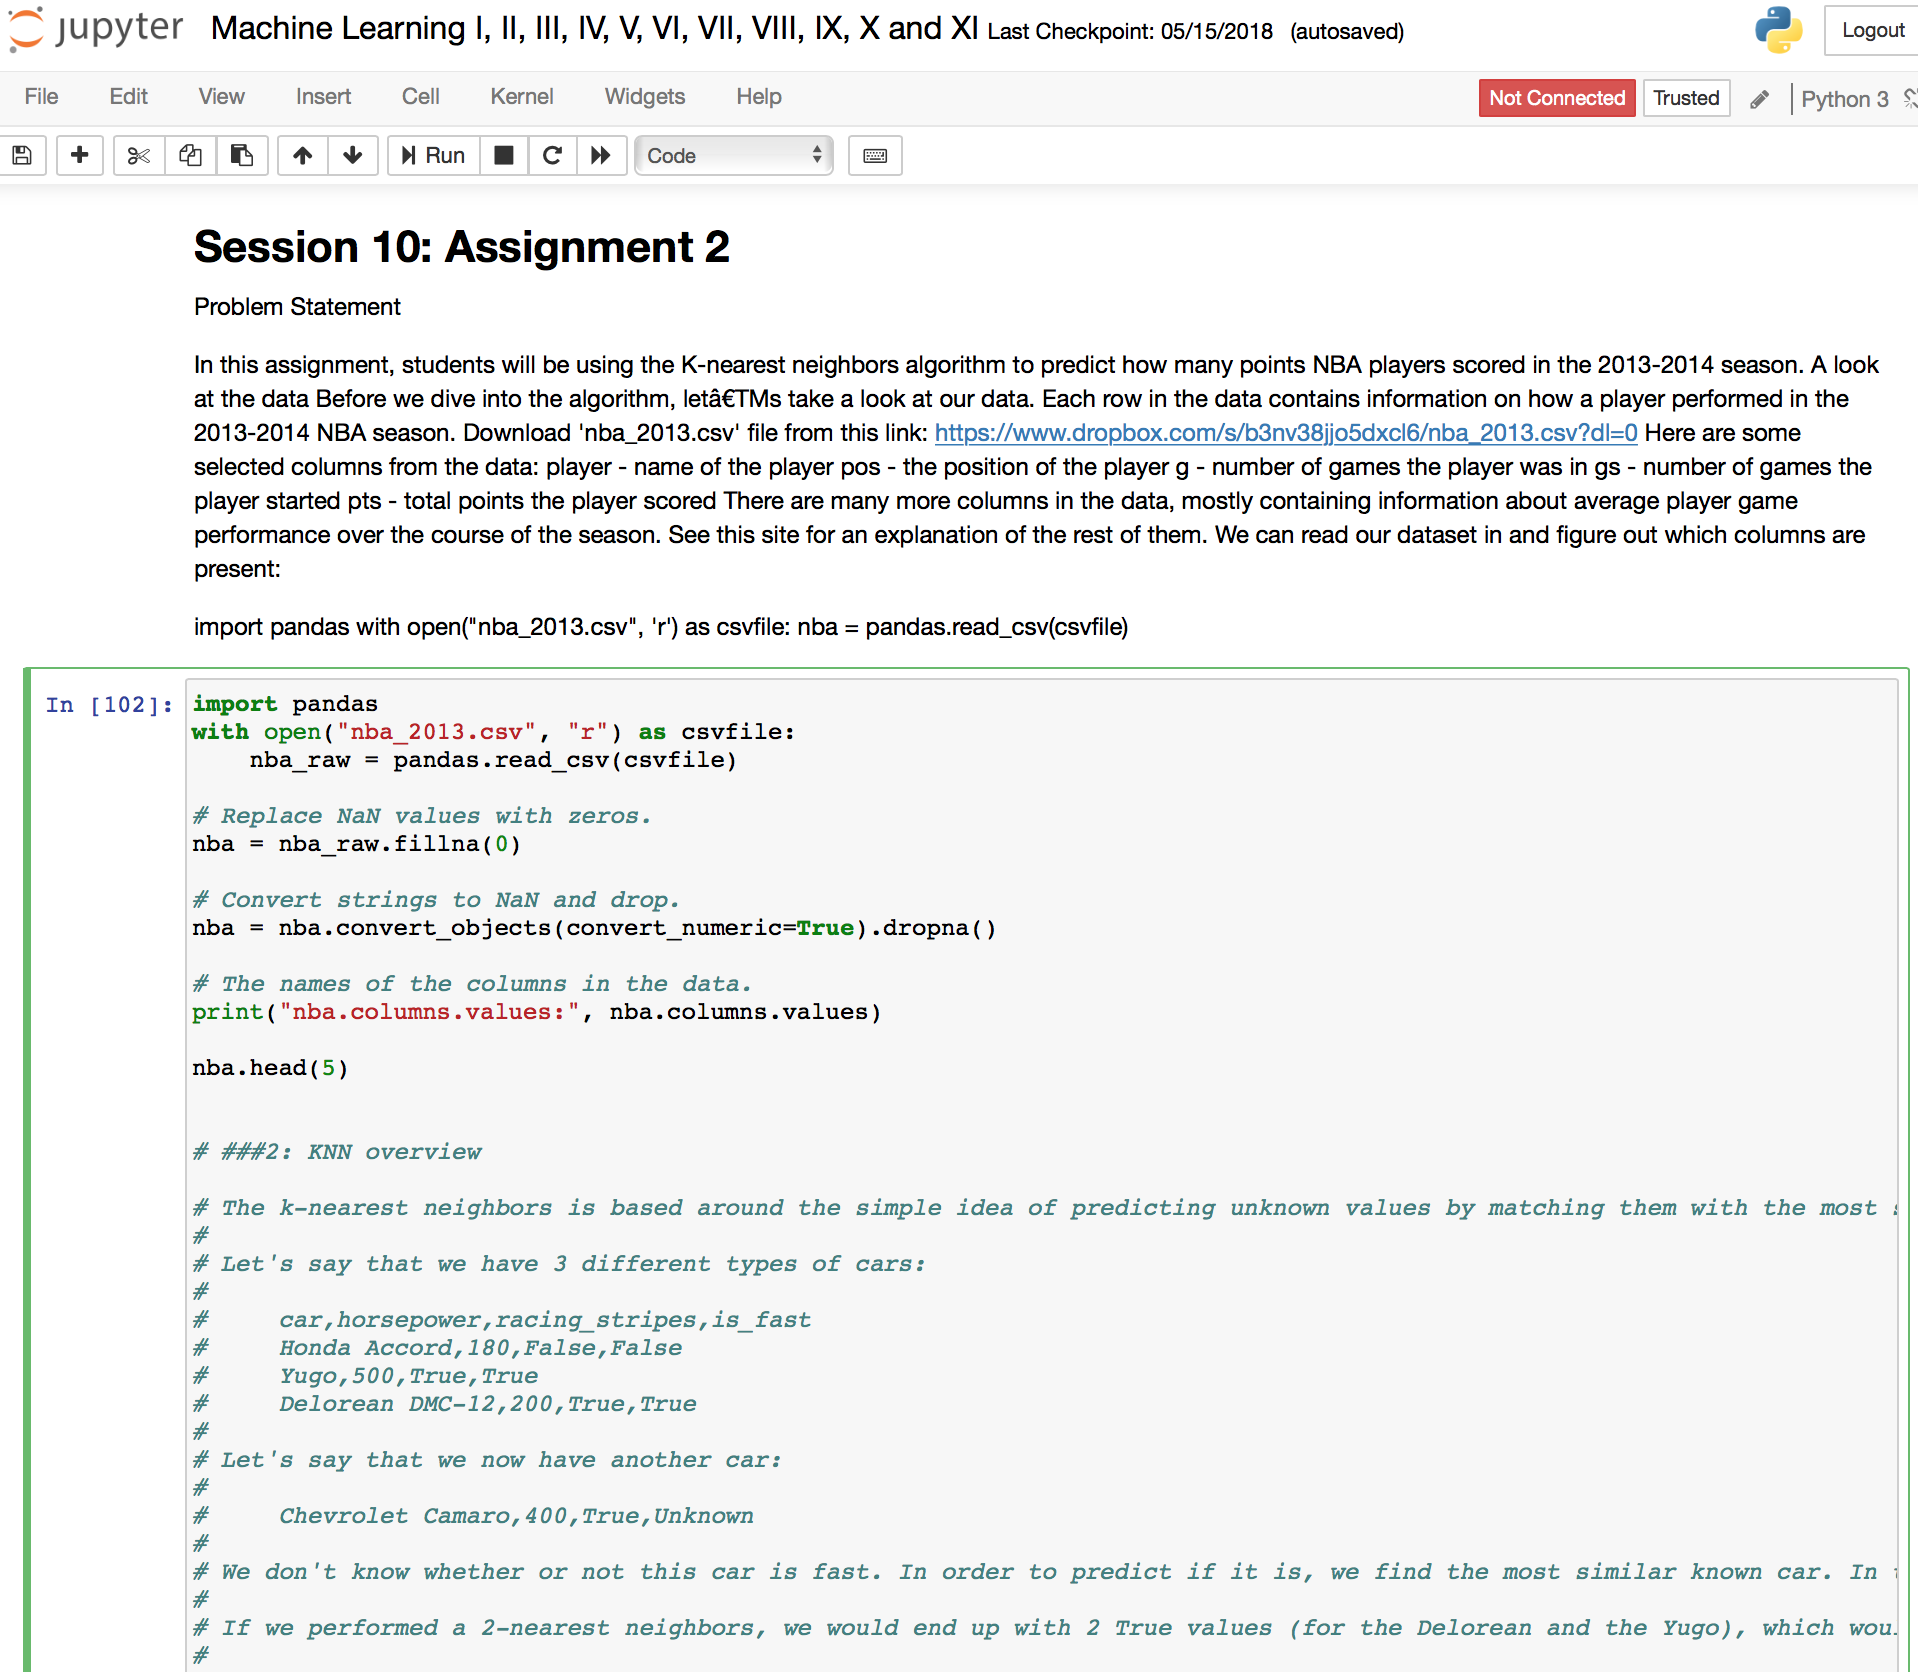 jupyter Machine Learning I, II, III, IV, V, VI, VII, VIII, IX, X and XI Last Checkpoint: 05/15/2018 (autosaved) Logout
File Edit View Insert Cell Kernel Widgets Help Not Connected Trusted Python 3
Run Code
Session 10: Assignment 2
Problem Statement
In this assignment, students will be using the K-nearest neighbors algorithm to predict how many points NBA players scored in the 2013-2014 season. A look
at the data Before we dive into the algorithm, letâ€TMs take a look at our data. Each row in the data contains information on how a player performed in the
2013-2014 NBA season. Download 'nba_2013.csv' file from this link: https://www.dropbox.com/s/b3nv38jjo5dxcl6/nba_2013.csv?dl=0 Here are some
selected columns from the data: player - name of the player pos - the position of the player g - number of games the player was in gs - number of games the
player started pts - total points the player scored There are many more columns in the data, mostly containing information about average player game
performance over the course of the season. See this site for an explanation of the rest of them. We can read our dataset in and figure out which columns are
present:
import pandas with open("nba_2013.csv", 'r') as csvfile: nba = pandas.read_csv(csvfile)
In [102]: import pandas
with open("nba_2013.csv", "r") as csvfile:
    nba_raw = pandas.read_csv(csvfile)
# Replace NaN values with zeros.
nba = nba_raw.fillna(0)
# Convert strings to NaN and drop.
nba = nba.convert_objects(convert_numeric=True).dropna()
# The names of the columns in the data.
print("nba.columns.values:", nba.columns.values)
nba.head(5)
# ###2: KNN overview
# The k-nearest neighbors is based around the simple idea of predicting unknown values by matching them with the most
#
# Let's say that we have 3 different types of cars:
#
#     car,horsepower,racing_stripes,is_fast
#     Honda Accord,180,False,False
#     Yugo,500,True,True
#     Delorean DMC-12,200,True,True
#
# Let's say that we now have another car:
#
#     Chevrolet Camaro,400,True,Unknown
#
# We don't know whether or not this car is fast. In order to predict if it is, we find the most similar known car. In
#
# If we performed a 2-nearest neighbors, we would end up with 2 True values (for the Delorean and the Yugo), which
#